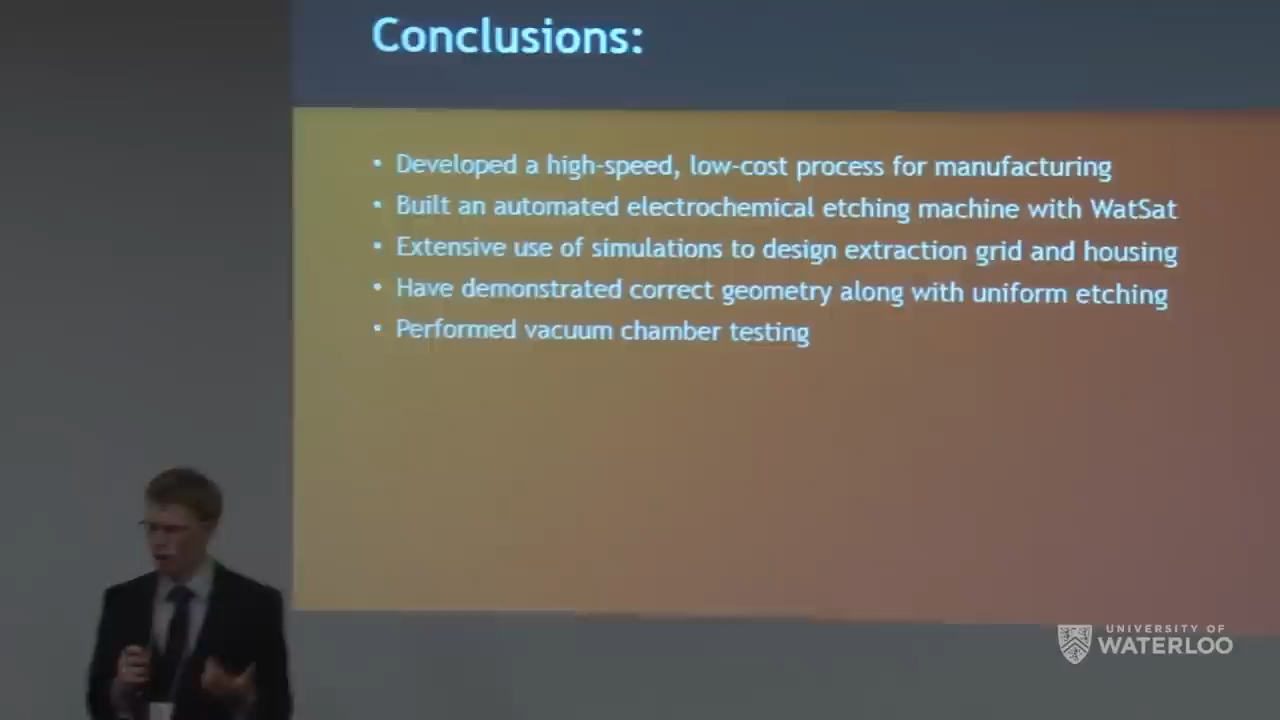 Conclusions:
• Developed a high-speed, low-cost process for manufacturing
• Built an automated electrochemical etching machine with WatSat
• Extensive use of simulations to design extraction grid and housing
• Have demonstrated correct geometry along with uniform etching
• Performed vacuum chamber testing
UNIVERSITY OF
WATERLOO